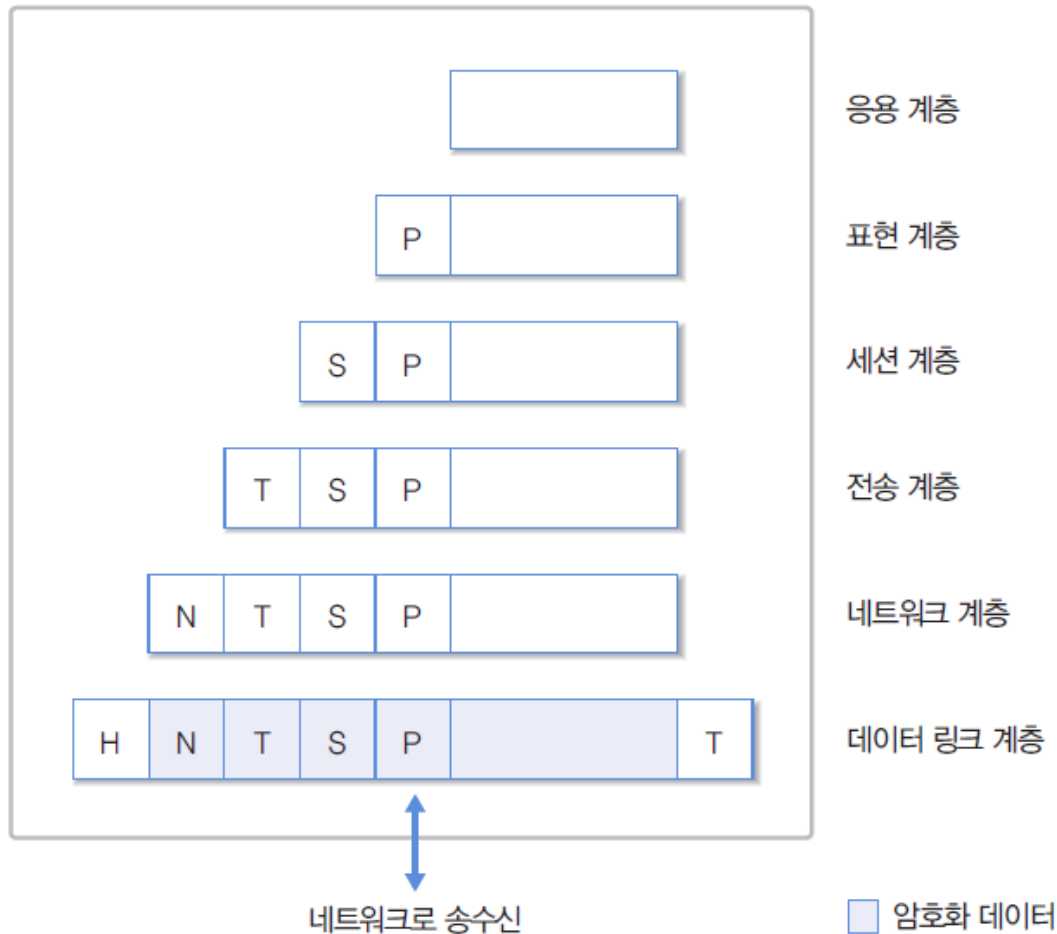 응용 계층
P
표현 계층
S P
세션 계층
T S P
전송 계층
N T S P
네트워크 계층
H N T S P T
데이터 링크 계층
네트워크로 송수신
암호화 데이터